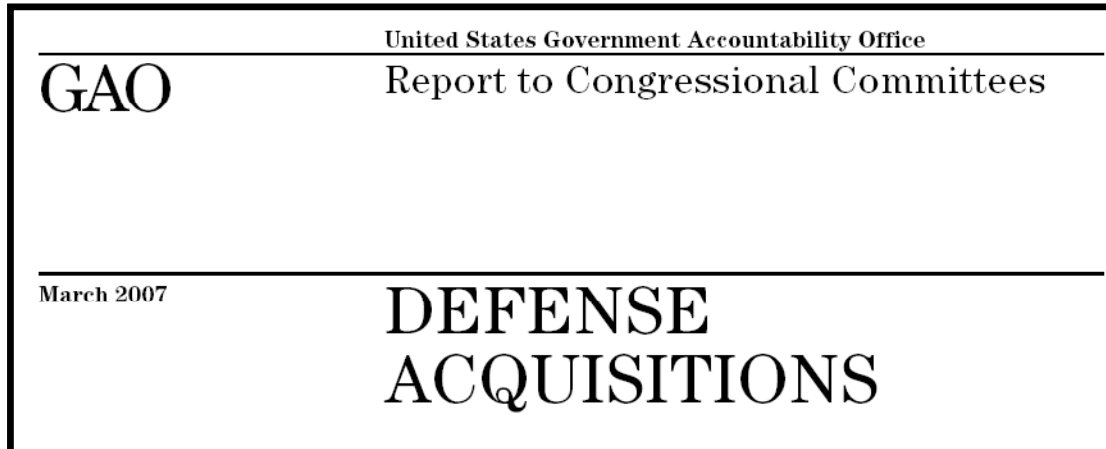 United States Government Accountability Office
GAO
Report to Congressional Committees
March 2007
DEFENSE
ACQUISITIONS